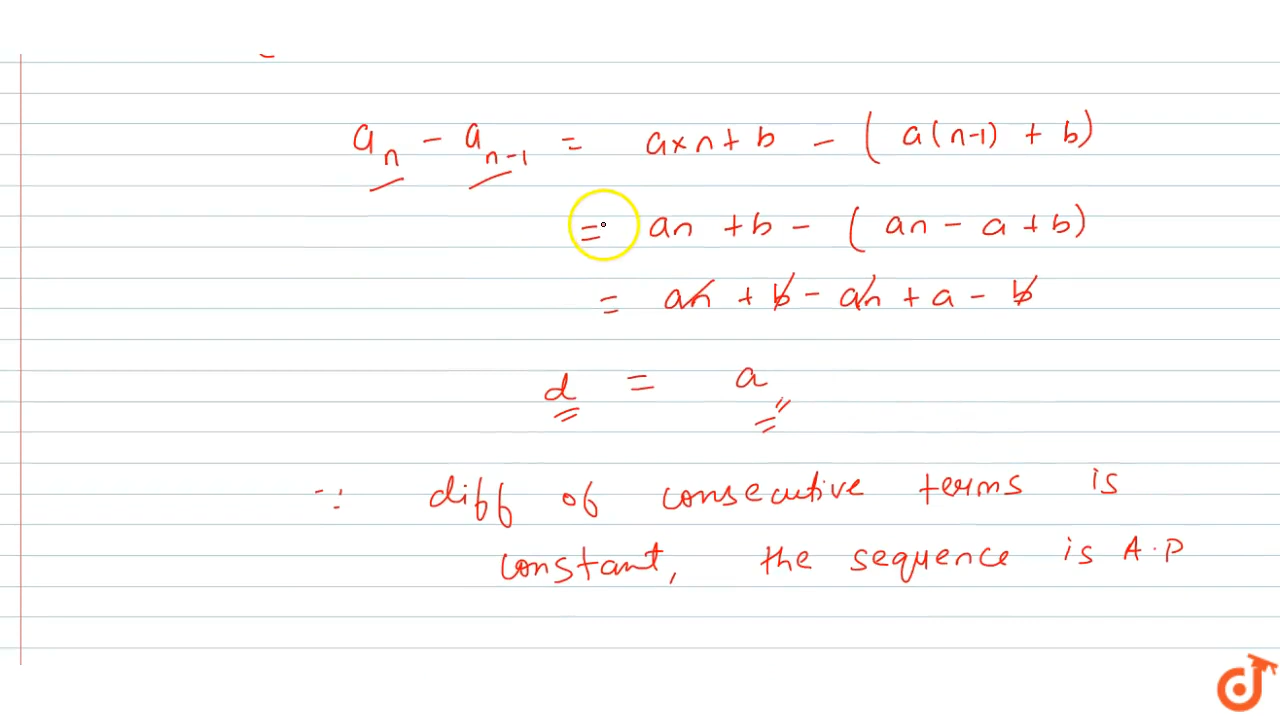 aₙ - aₙ₋₁ = a×n + b - (a(n-1) + b)
= an + b - (an - a + b)
= an + b - an + a - b
d = a
∵ diff of consecutive terms is
constant, the sequence is A.P